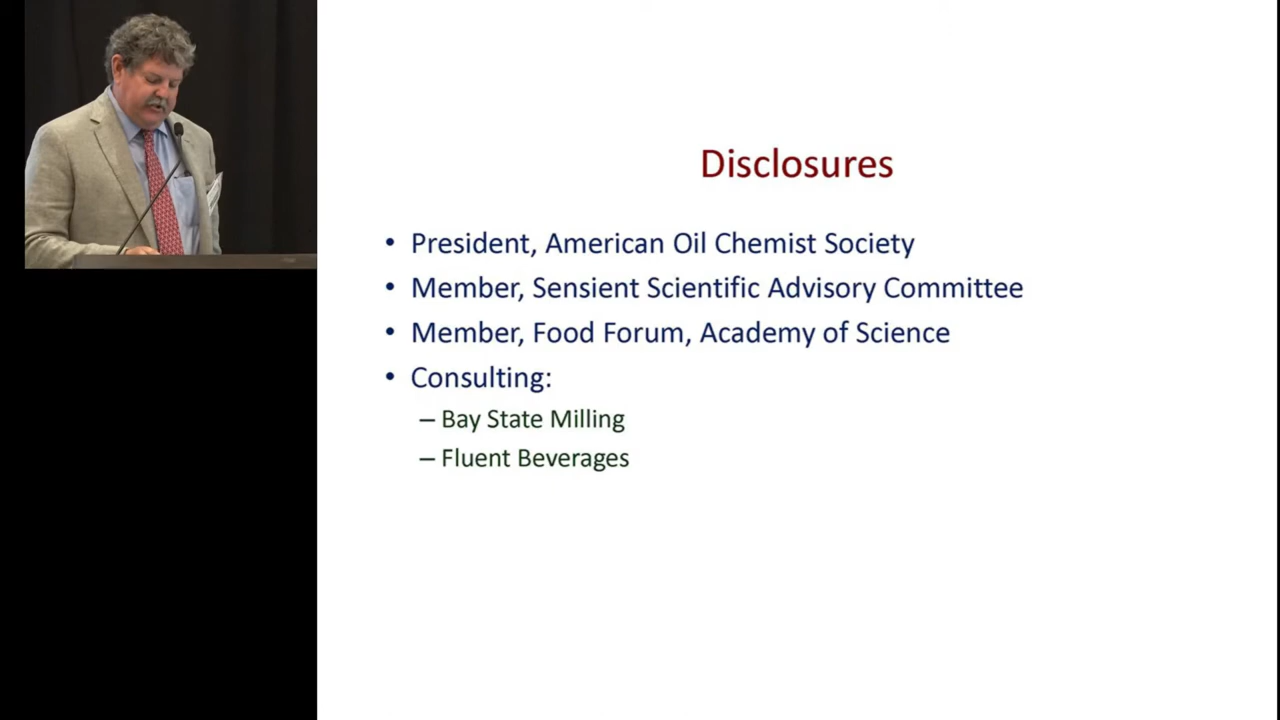 Disclosures
• President, American Oil Chemist Society
• Member, Sensient Scientific Advisory Committee
• Member, Food Forum, Academy of Science
• Consulting:
– Bay State Milling
– Fluent Beverages